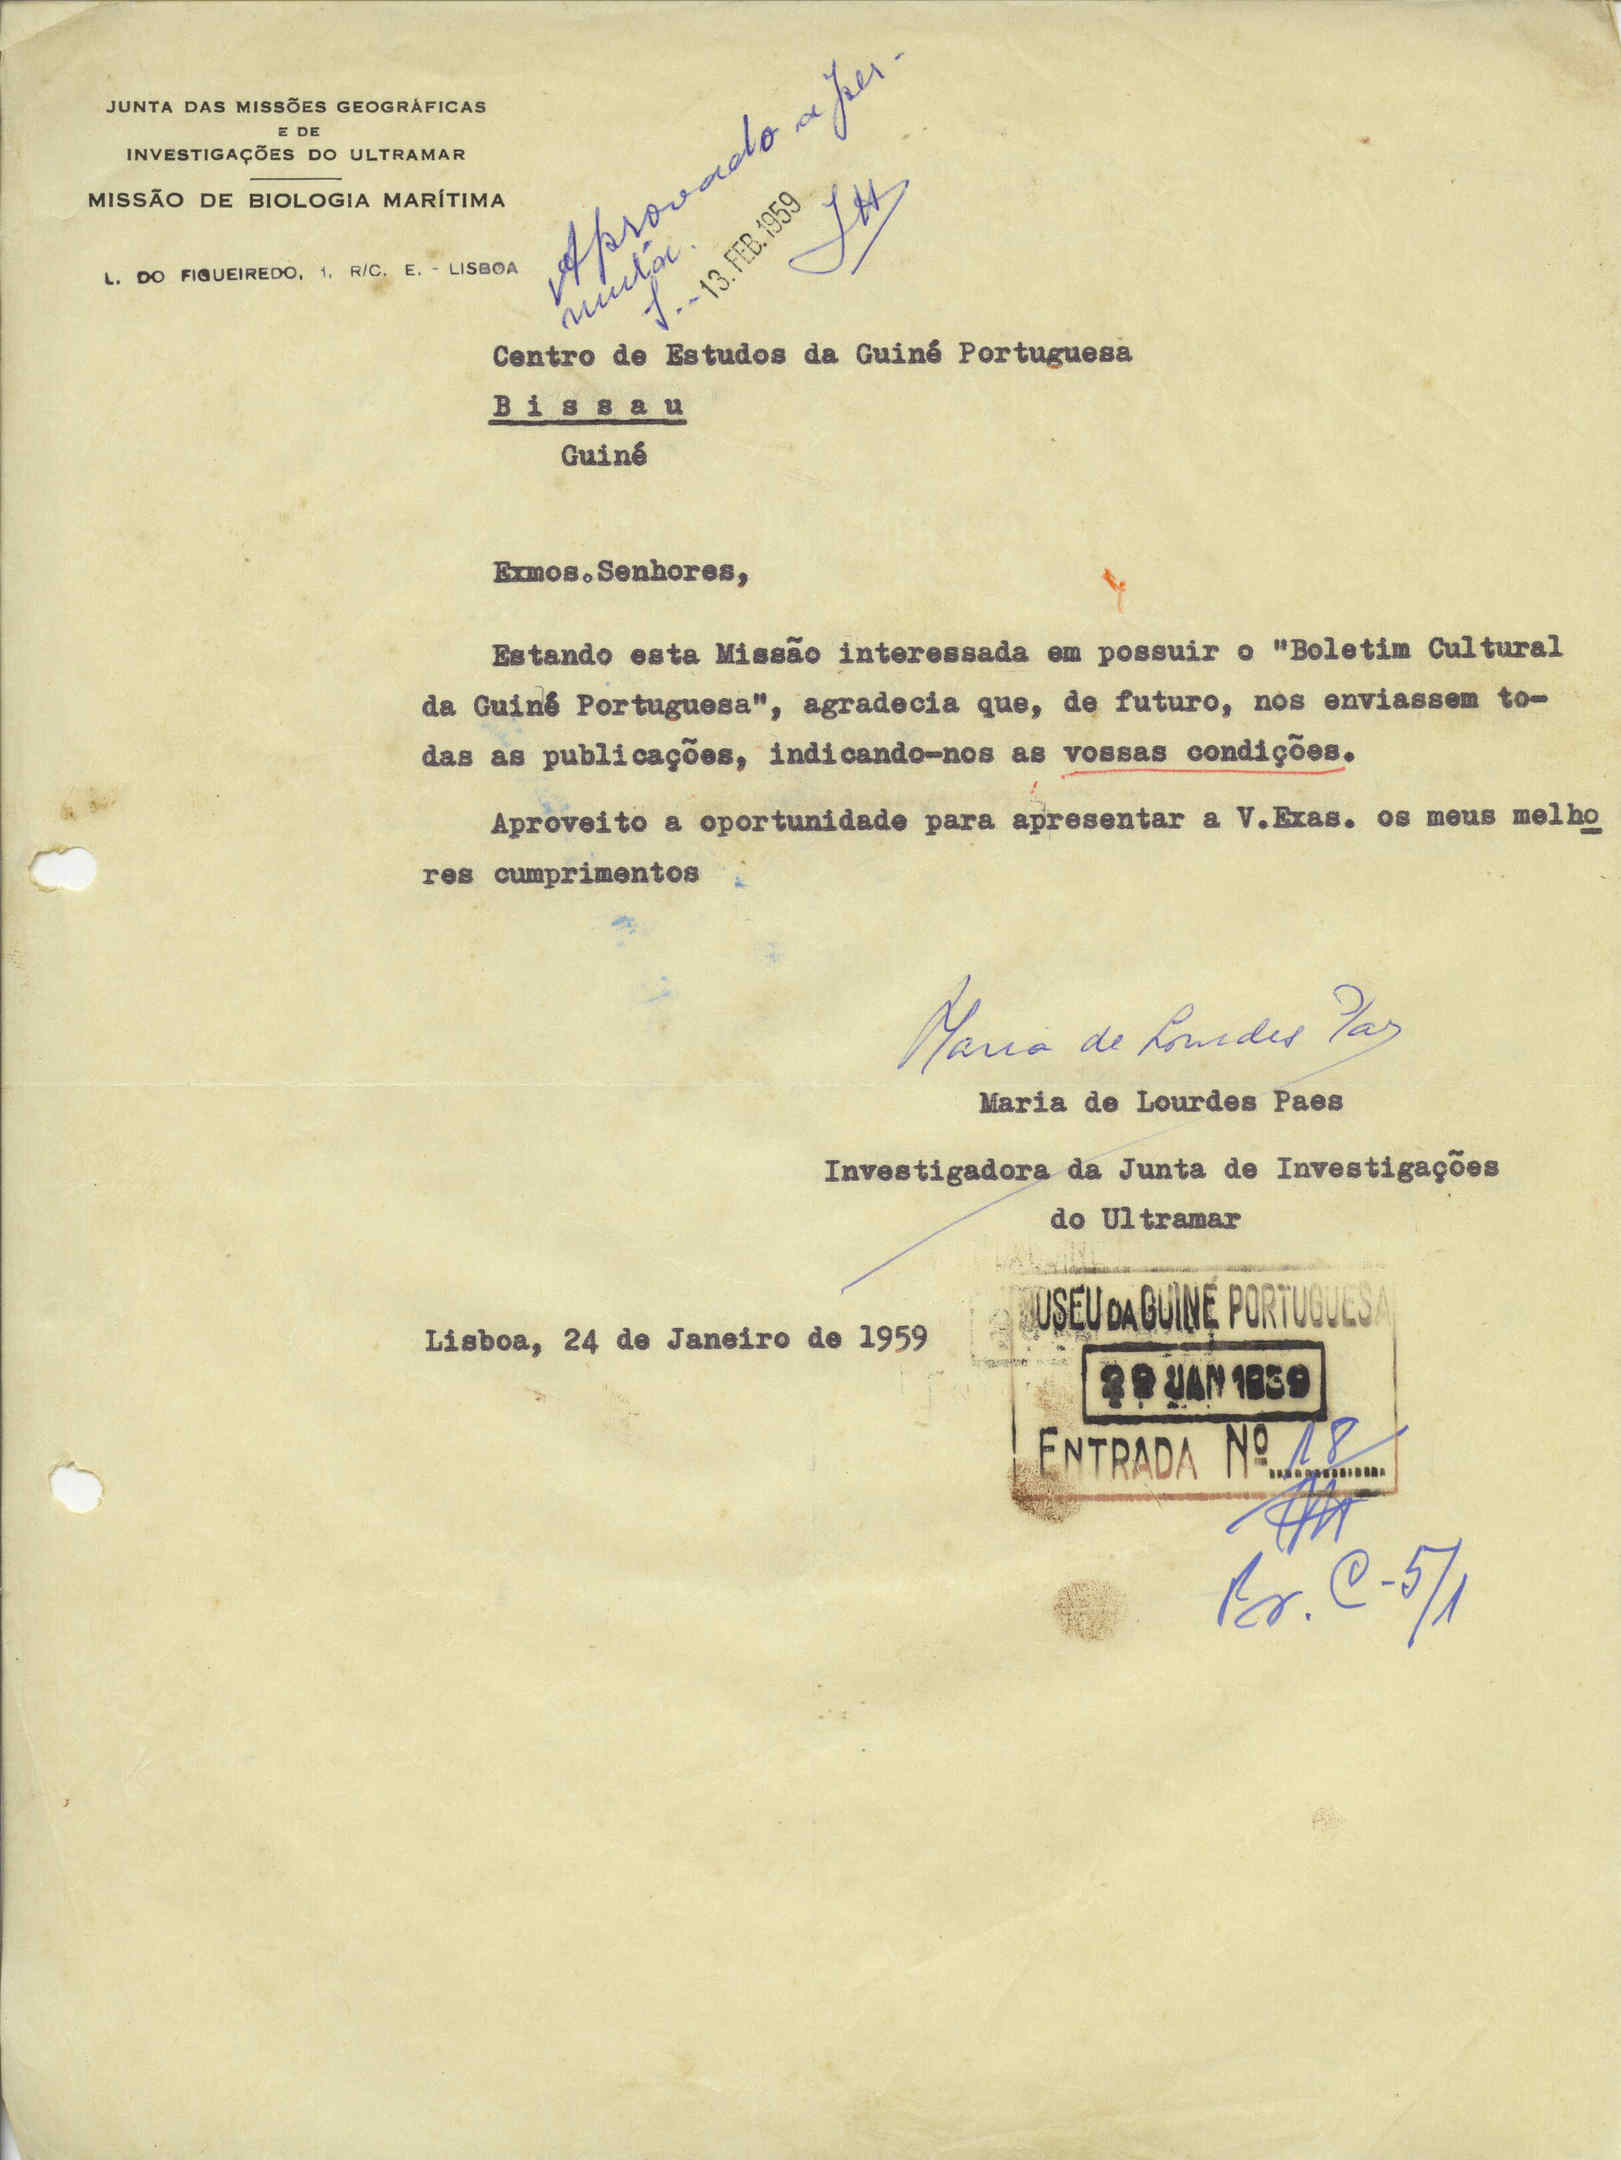 JUNTA DAS MISSÕES GEOGRÁFICAS
E DE
INVESTIGAÇÕES DO ULTRAMAR
MISSÃO DE BIOLOGIA MARÍTIMA
L. DO FIGUEIREDO, 1, R/C. E. - LISBOA
Aprovado a per-
muta.
13. FEB. 1959
Centro de Estudos da Guiné Portuguesa
Bissau
Guiné
Exmos.Senhores,
Estando esta Missão interessada em possuir o "Boletim Cultural
da Guiné Portuguesa", agradecia que, de futuro, nos enviassem to-
das as publicações, indicando-nos as vossas condições.
Aproveito a oportunidade para apresentar a V.Exas. os meus melho
res cumprimentos
Maria de Lourdes Paes
Maria de Lourdes Paes
Investigadora da Junta de Investigações
do Ultramar
Lisboa, 24 de Janeiro de 1959
MUSEU DA GUINÉ PORTUGUESA
29 JAN 1959
ENTRADA Nº 18
Pr. C-5/1